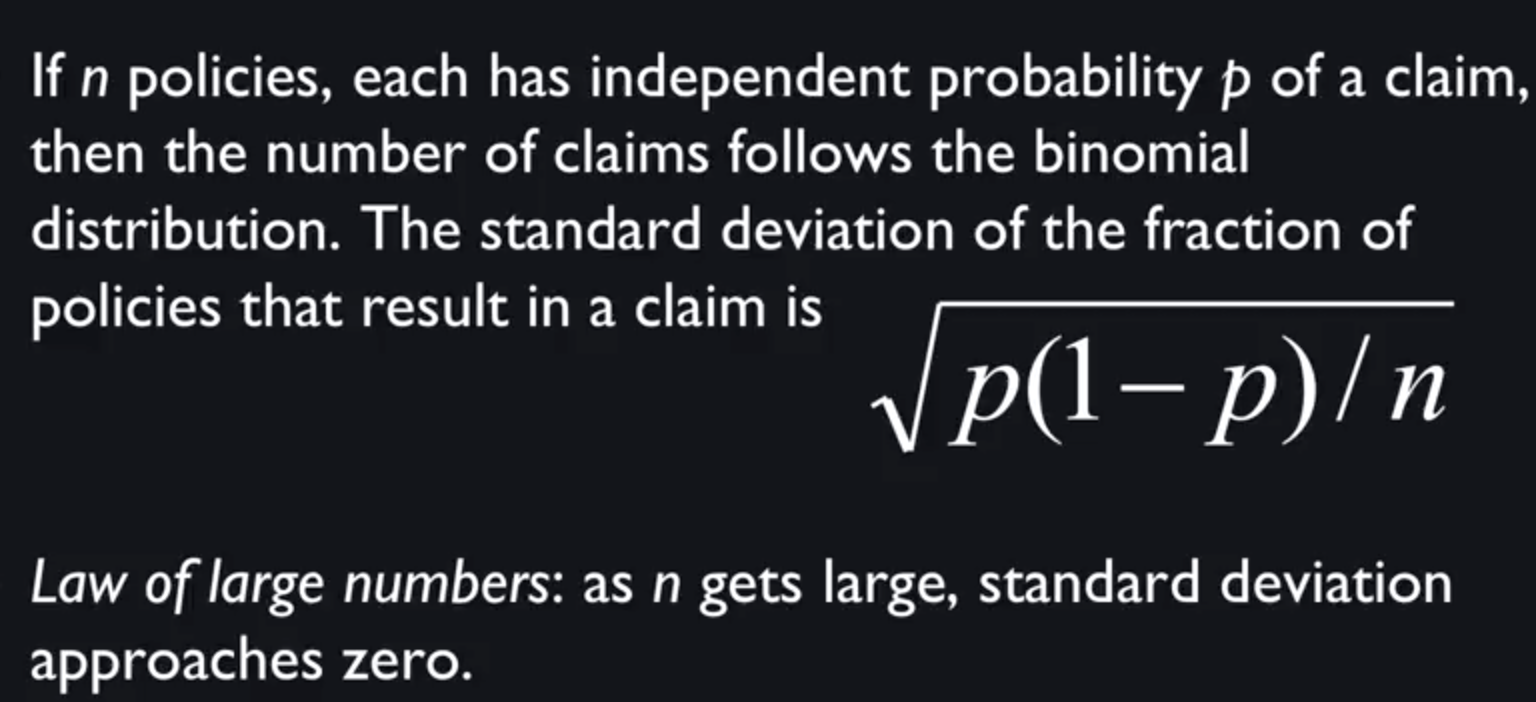 If n policies, each has independent probability p of a claim,
then the number of claims follows the binomial
distribution. The standard deviation of the fraction of
policies that result in a claim is
√p(1 – p) / n
Law of large numbers: as n gets large, standard deviation
approaches zero.